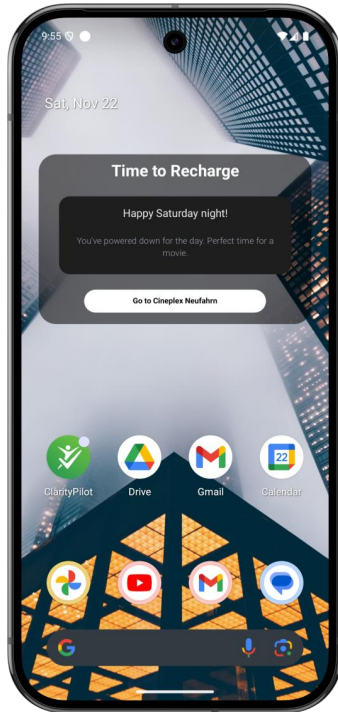 9:55
Sat, Nov 22
Time to Recharge
Happy Saturday night!
You've powered down for the day. Perfect time for a
movie.
Go to Cineplex Neufahrn
22
ClarityPilot
Drive
Gmail
Calendar